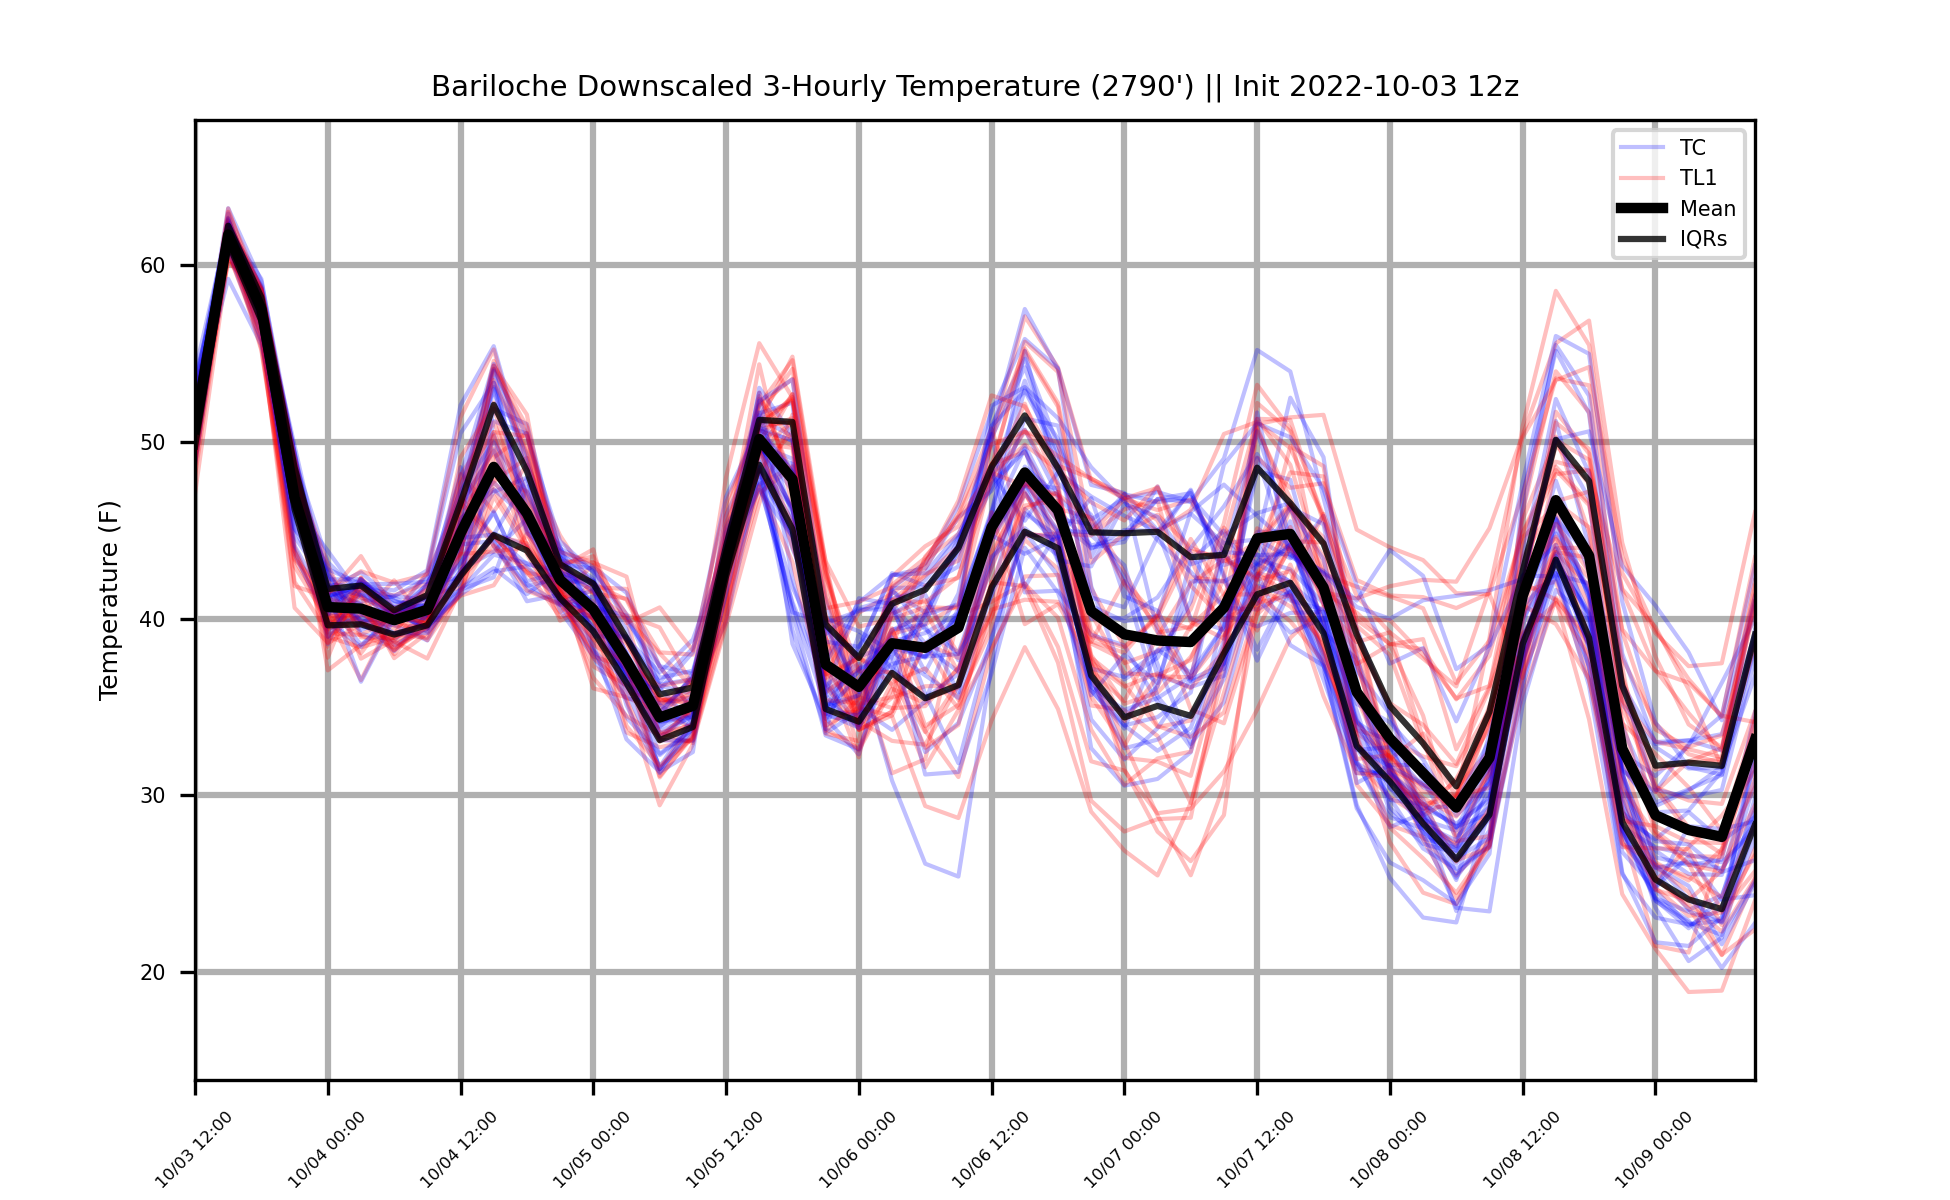 Bariloche Downscaled 3-Hourly Temperature (2790') || Init 2022-10-03 12z
TC
TL1
Mean
IQRs
Temperature (F)
60
50
40
30
20
10/03 12:00
10/04 00:00
10/04 12:00
10/05 00:00
10/05 12:00
10/06 00:00
10/06 12:00
10/07 00:00
10/07 12:00
10/08 00:00
10/08 12:00
10/09 00:00